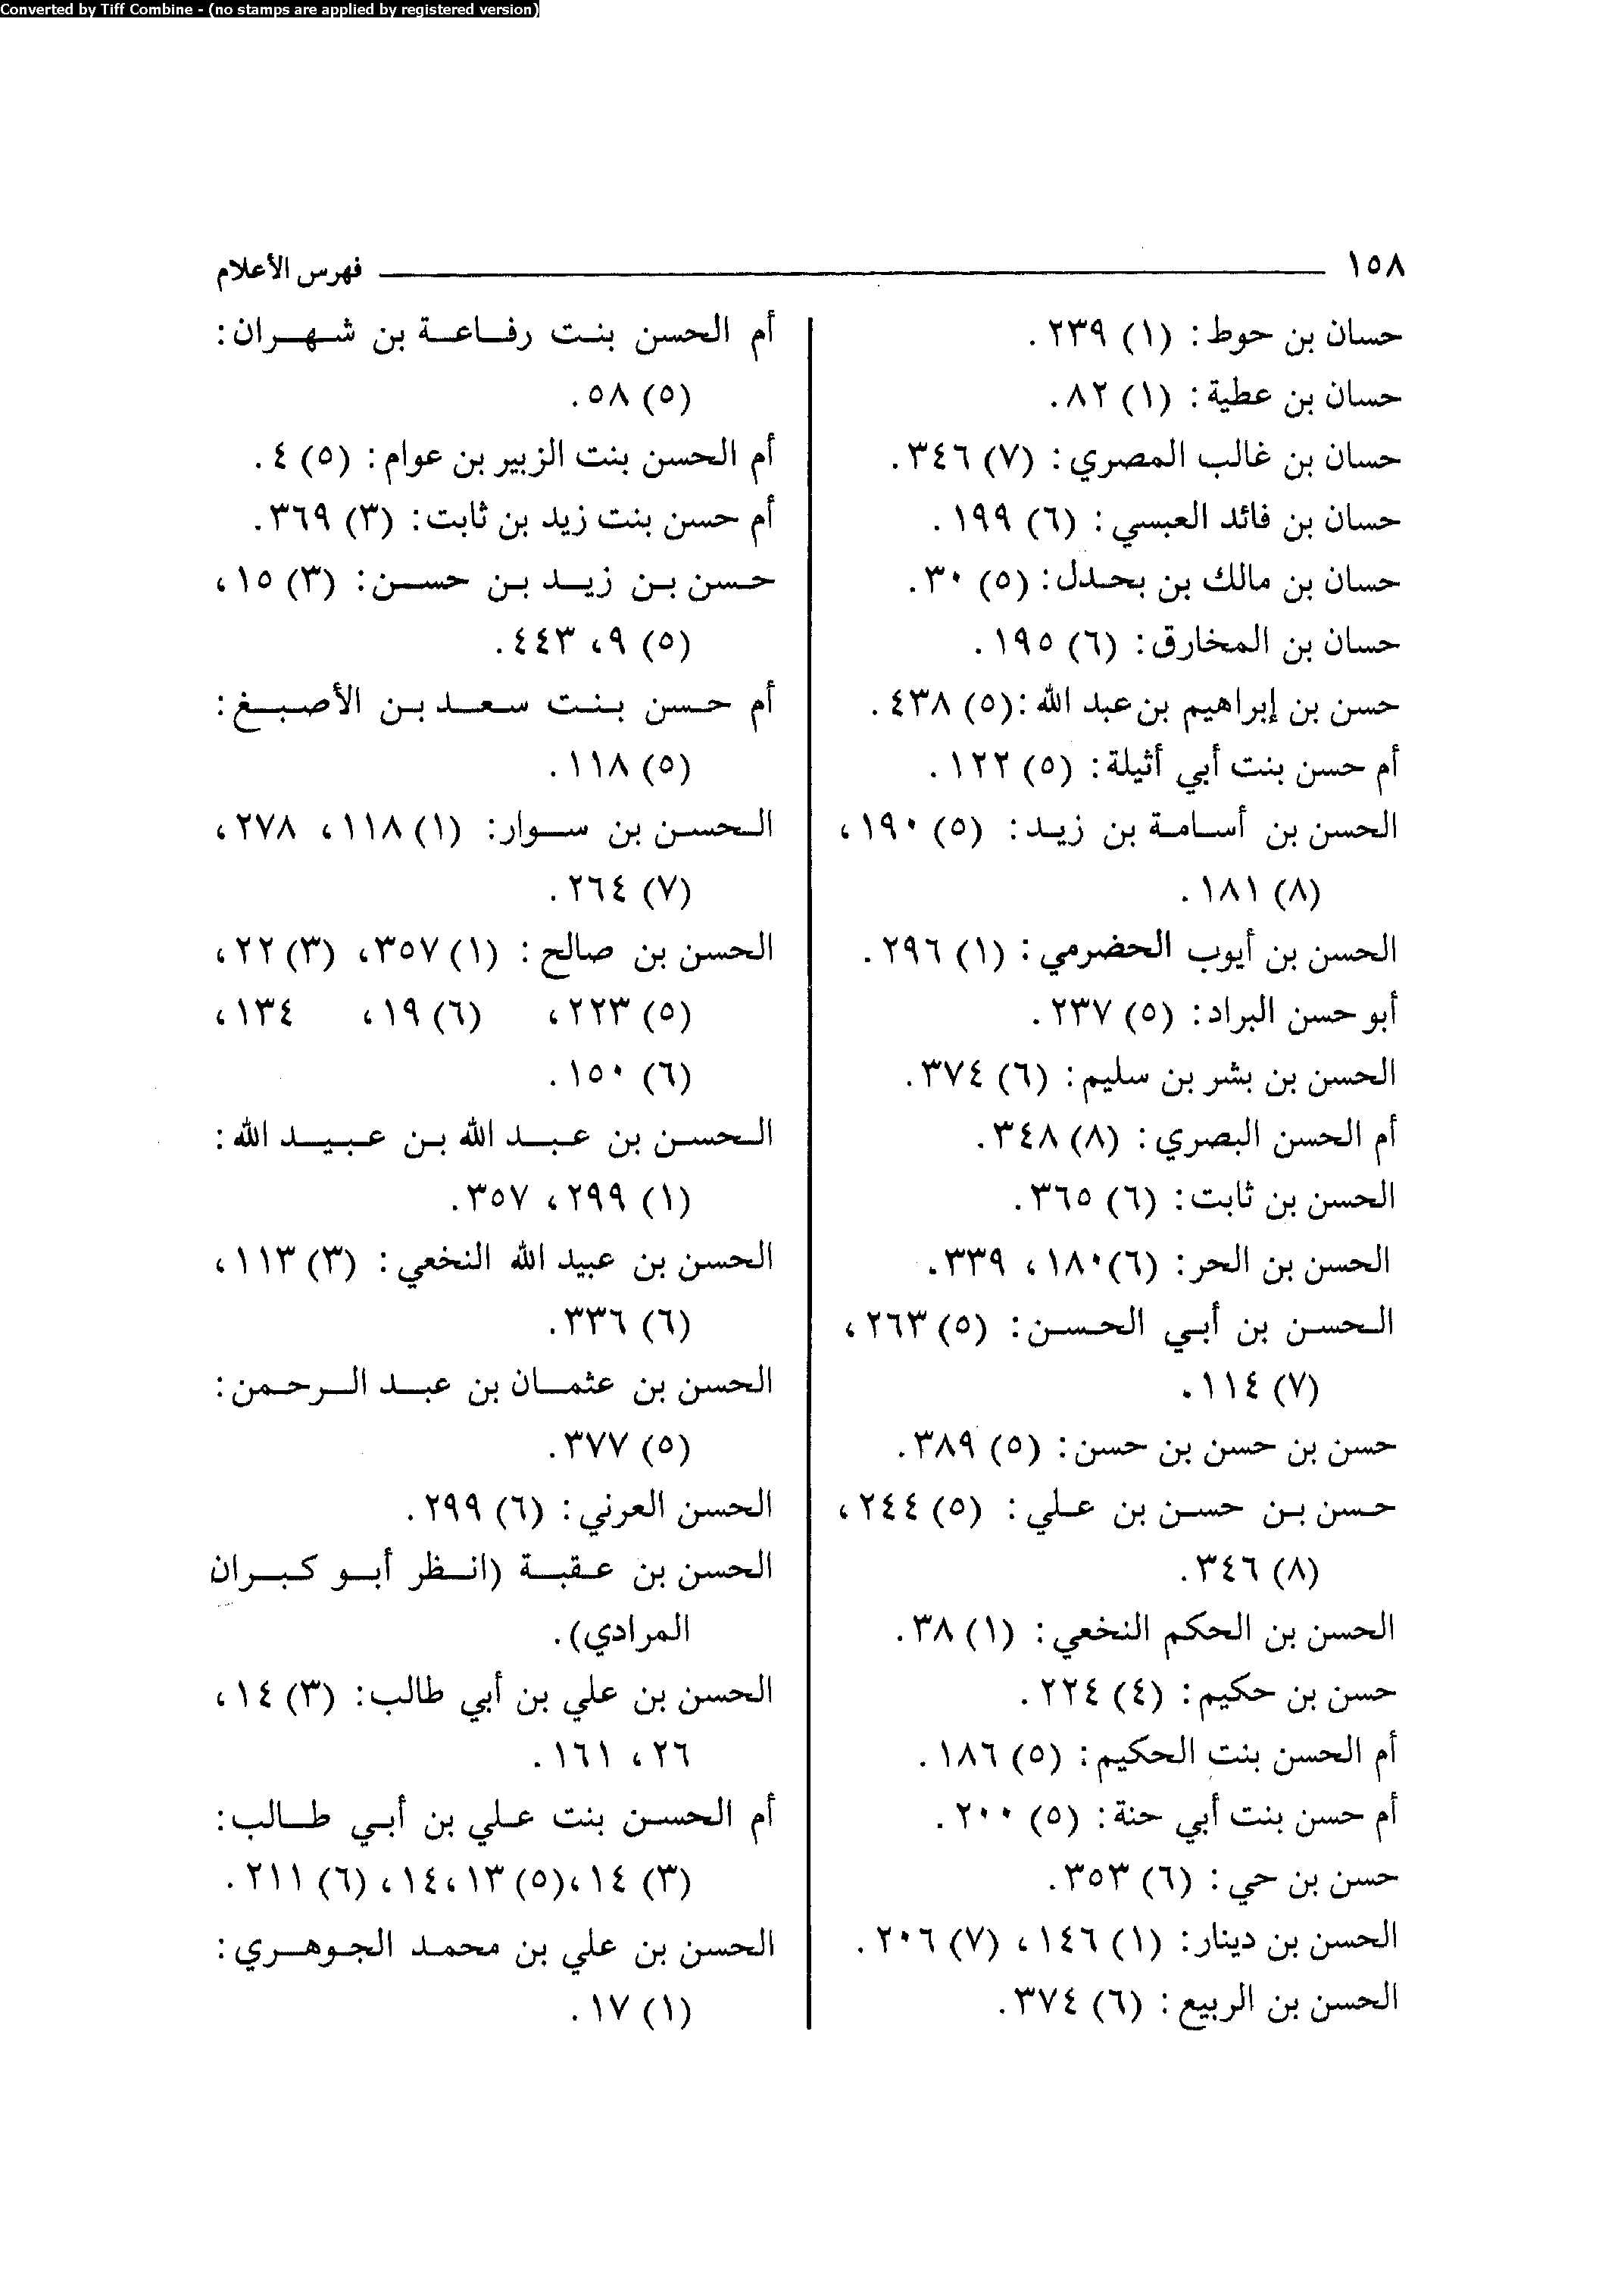 Converted by Tiff Combine - (no stamps are applied by registered version)
١٥٨ فهرس الأعلام
حسان بن حوط: (١) ٢٣٩.
حسان بن عطية: (١) ٨٢.
حسان بن غالب المصري: (٧) ٣٤٦.
حسان بن فائد العبسي: (٦) ١٩٩.
حسان بن مالك بن بحدل: (٥) ٣٠.
حسان بن المخارق: (٦) ١٩٥.
حسن بن إبراهيم بن عبد الله: (٥) ٤٣٨.
أم حسن بنت أبي أثيلة: (٥) ١٢٢.
الحسن بن أسامة بن زيد: (٥) ١٩٠،
(٨) ١٨١.
الحسن بن أيوب الحضرمي: (١) ٢٩٦.
أبو حسن البراد: (٥) ٢٣٧.
الحسن بن بشر بن سليم: (٦) ٣٧٤.
أم الحسن البصري: (٨) ٣٤٨.
الحسن بن ثابت: (٦) ٣٦٥.
الحسن بن الحر: (٦) ١٨٠، ٣٣٩.
الحسن بن أبي الحسن: (٥) ٢٦٣،
(٧) ١١٤.
حسن بن حسن بن حسن: (٥) ٣٨٩.
حسن بن حسن بن علي: (٥) ٢٤٤،
(٨) ٣٤٦.
الحسن بن الحكم النخعي: (١) ٣٨.
حسن بن حكيم: (٤) ٢٢٤.
أم الحسن بنت الحكيم: (٥) ١٨٦.
أم حسن بنت أبي حنة: (٥) ٢٠٠.
حسن بن حي: (٦) ٣٥٣.
الحسن بن دينار: (١) ١٤٦، (٧) ٢٠٦.
الحسن بن الربيع: (٦) ٣٧٤.
أم الحسن بنت رفاعة بن شهران:
(٥) ٥٨.
أم الحسن بنت الزبير بن عوام: (٥) ٤.
أم حسن بنت زيد بن ثابت: (٣) ٣٦٩.
حسن بن زيد بن حسن: (٣) ١٥،
(٥) ٩، ٤٤٣.
أم حسن بنت سعد بن الأصبغ:
(٥) ١١٨.
الحسن بن سوار: (١) ١١٨، ٢٧٨،
(٧) ٢٦٤.
الحسن بن صالح: (١) ٣٥٧، (٣) ٢٢،
(٥) ٢٢٣، (٦) ١٩، ١٣٤،
(٦) ١٥٠.
الحسن بن عبد الله بن عبيد الله:
(١) ٢٩٩، ٣٥٧.
الحسن بن عبيد الله النخعي: (٣) ١١٣،
(٦) ٣٣٦.
الحسن بن عثمان بن عبد الرحمن:
(٥) ٣٧٧.
الحسن العرني: (٦) ٢٩٩.
الحسن بن عقبة (انظر أبو كبران
المرادي).
الحسن بن علي بن أبي طالب: (٣) ١٤،
٢٦، ١٦١.
أم الحسن بنت علي بن أبي طالب:
(٣) ١٤،(٥) ١٣،١٤، (٦) ٢١١.
الحسن بن علي بن محمد الجوهري:
(١) ١٧.